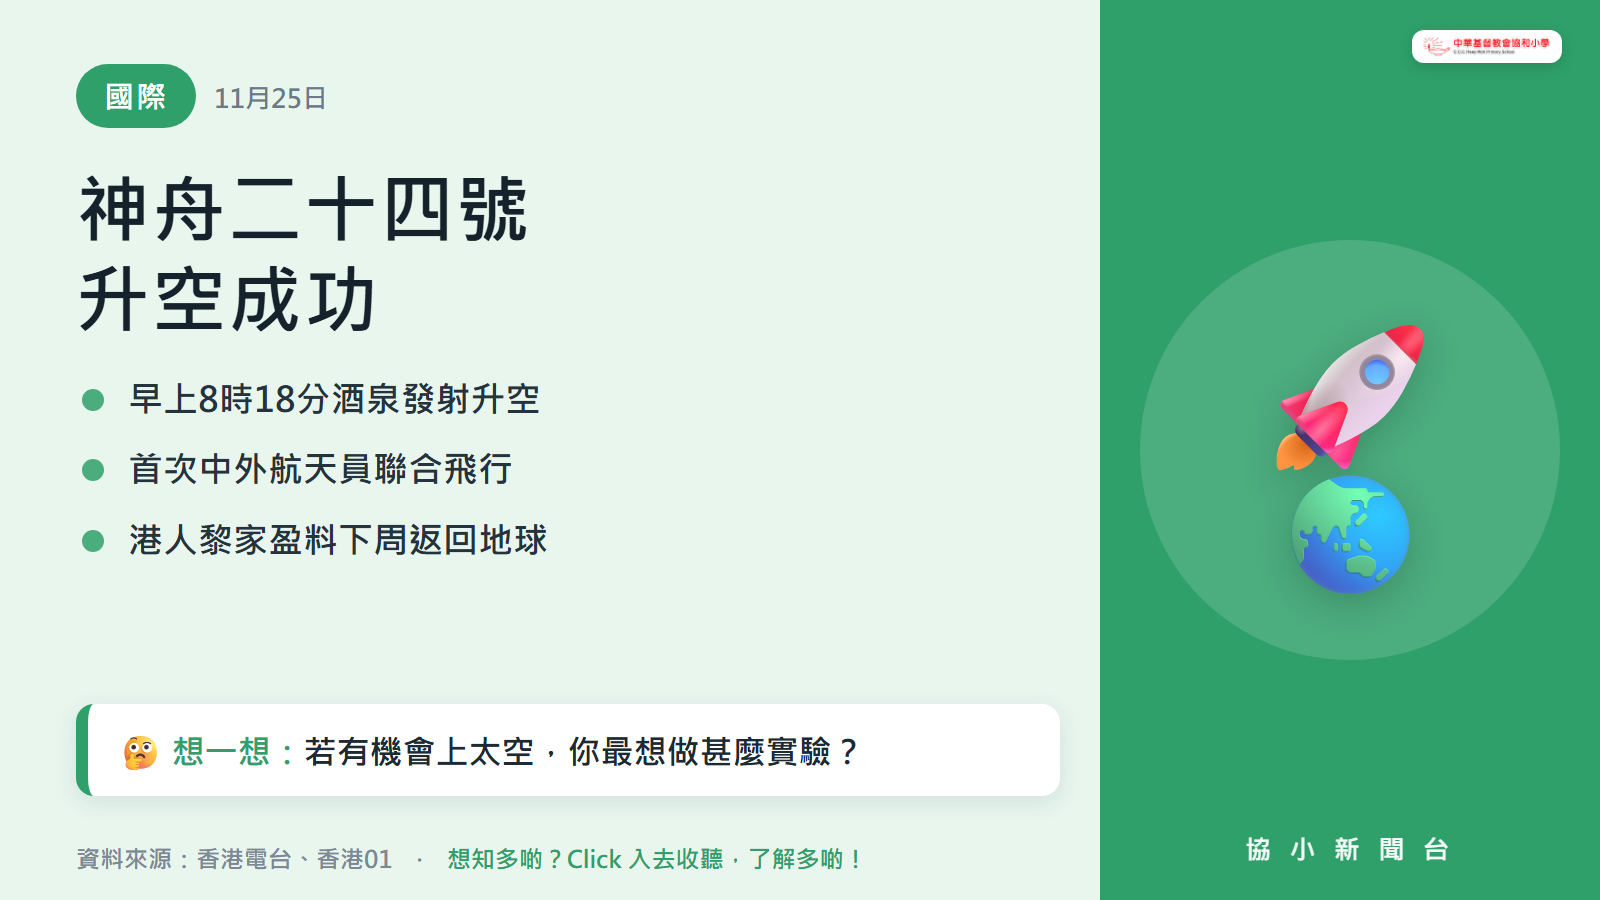 國際
11月25日
神舟二十四號
升空成功
早上8時18分酒泉發射升空
首次中外航天員聯合飛行
港人黎家盈料下周返回地球
想一想：若有機會上太空，你最想做甚麼實驗？
資料來源：香港電台、香港01 · 想知多啲？Click 入去收聽，了解多啲！
中華基督教會協和小學
協小新聞台